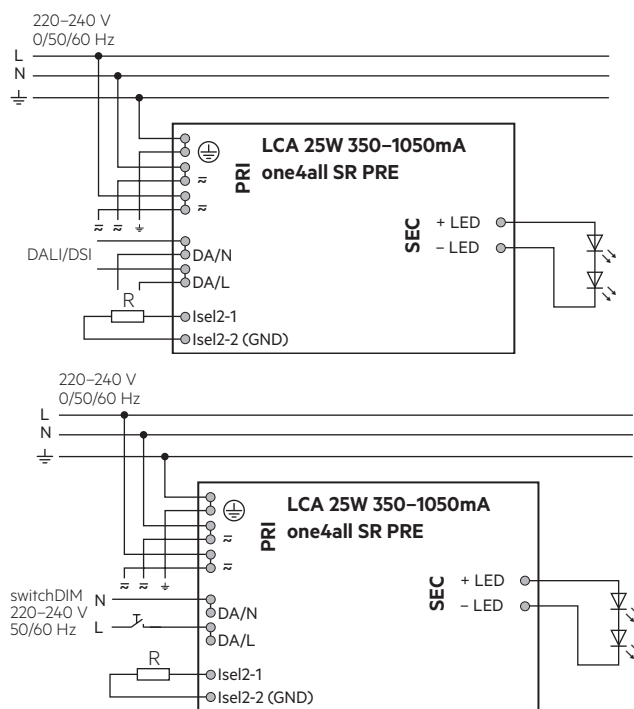 220–240 V
0/50/60 Hz
L
N
LCA 25W 350–1050mA
one4all SR PRE
PRI
SEC
+ LED
– LED
DALI/DSI
DA/N
DA/L
R
Isel2-1
Isel2-2 (GND)
220–240 V
0/50/60 Hz
L
N
LCA 25W 350–1050mA
one4all SR PRE
PRI
SEC
+ LED
– LED
switchDIM
220–240 V
50/60 Hz
N
L
DA/N
DA/L
R
Isel2-1
Isel2-2 (GND)